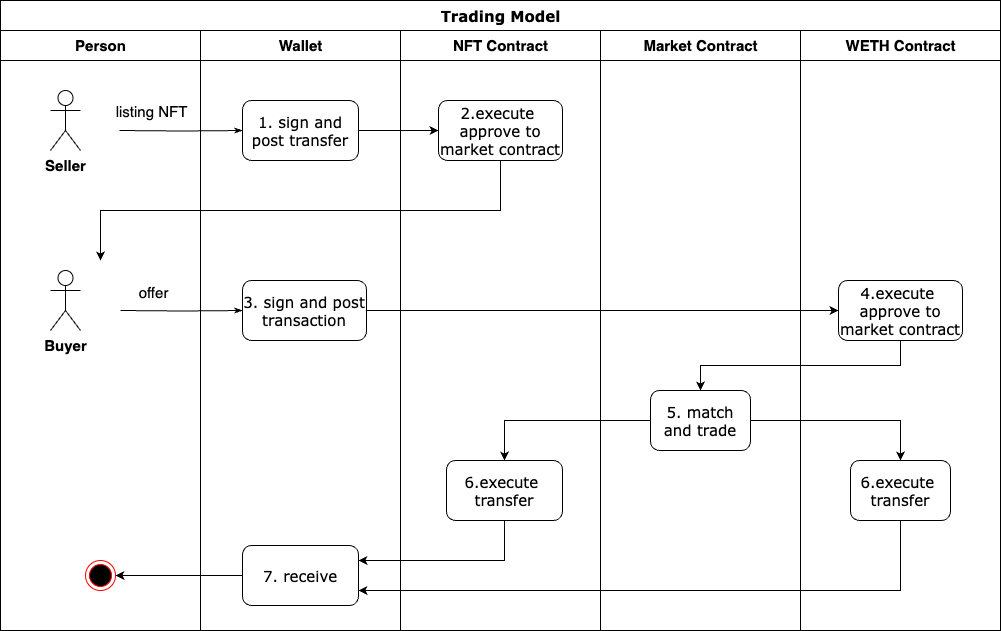 Trading Model
Person
Wallet
NFT Contract
Market Contract
WETH Contract
listing NFT
Seller
1. sign and
post transfer
2.execute
approve to
market contract
offer
Buyer
3. sign and post
transaction
4.execute
approve to
market contract
5. match
and trade
6.execute
transfer
6.execute
transfer
7. receive